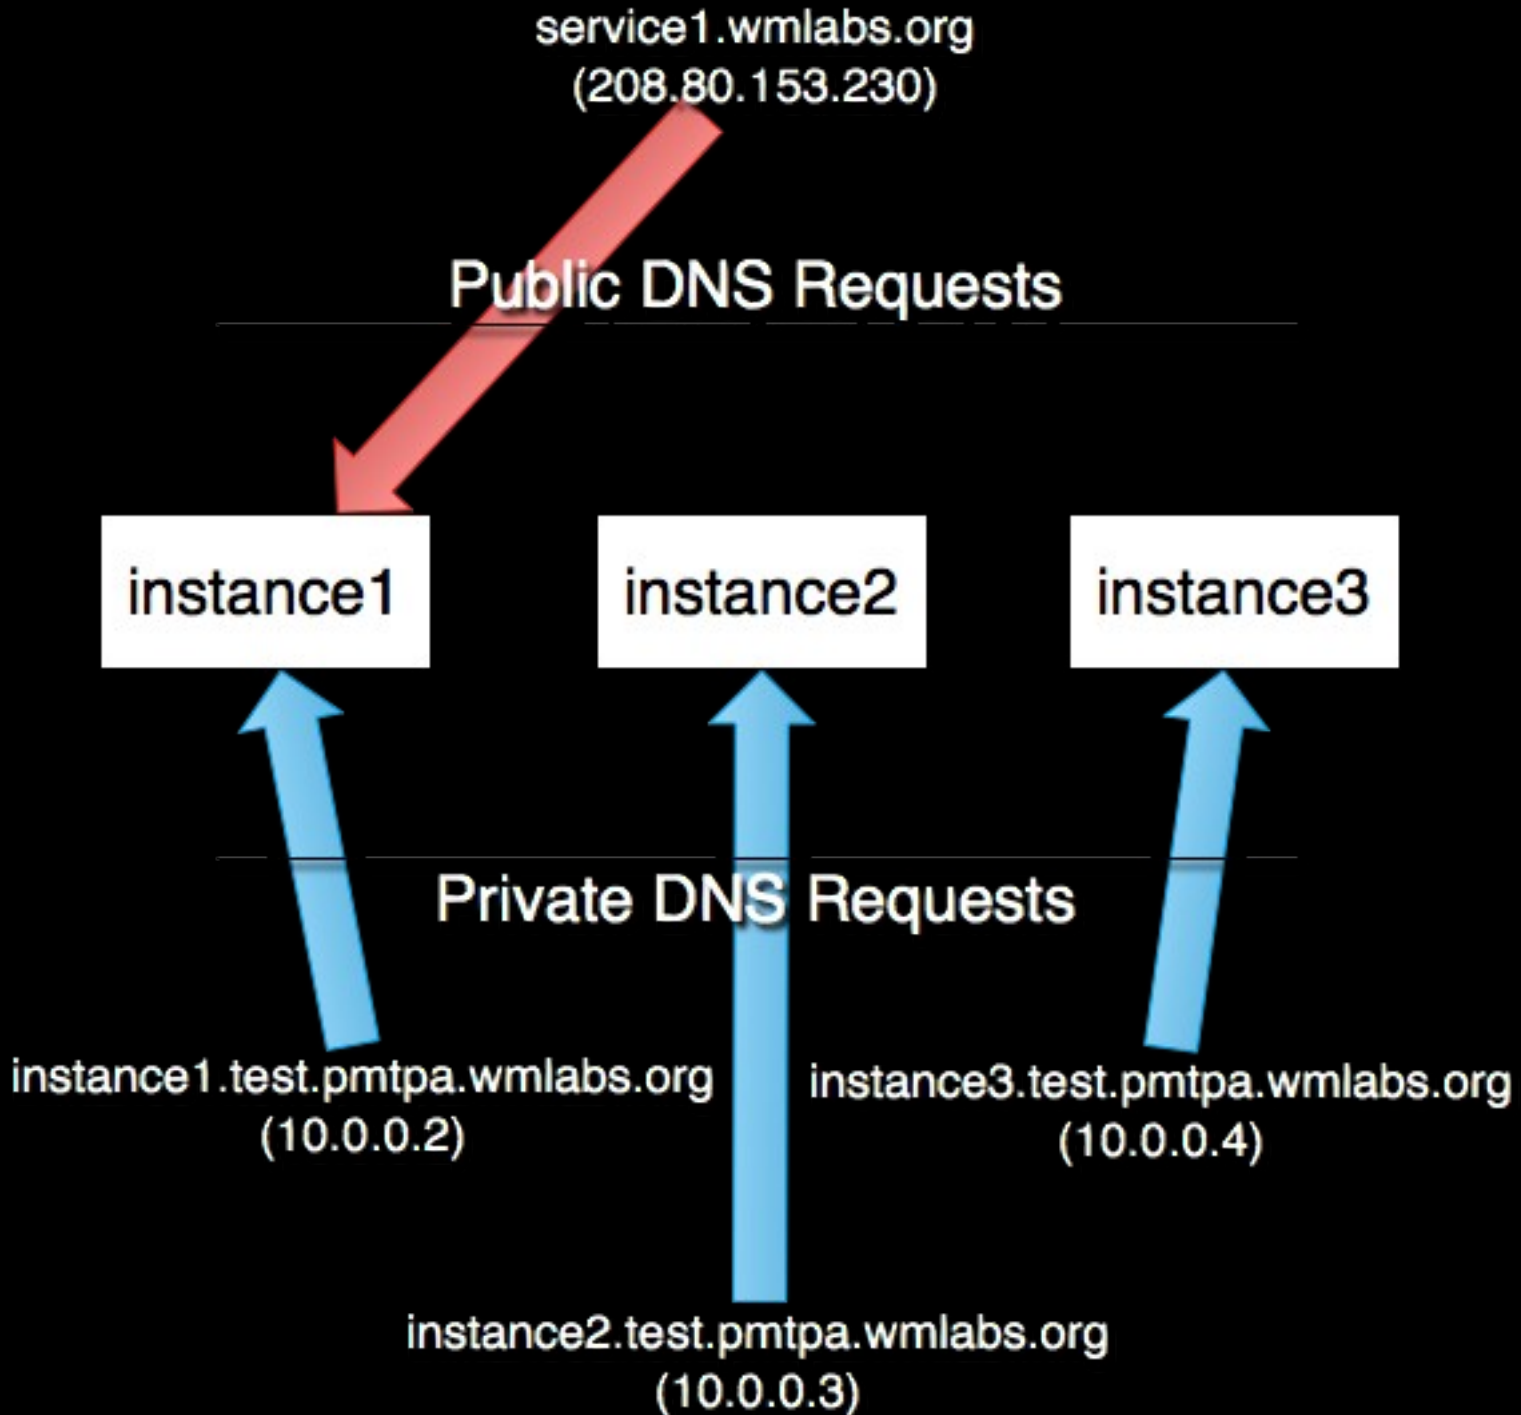 service1.wmlabs.org
(208.80.153.230)
Public DNS Requests
instance1
instance2
instance3
Private DNS Requests
instance1.test.pmtpa.wmlabs.org
(10.0.0.2)
instance3.test.pmtpa.wmlabs.org
(10.0.0.4)
instance2.test.pmtpa.wmlabs.org
(10.0.0.3)